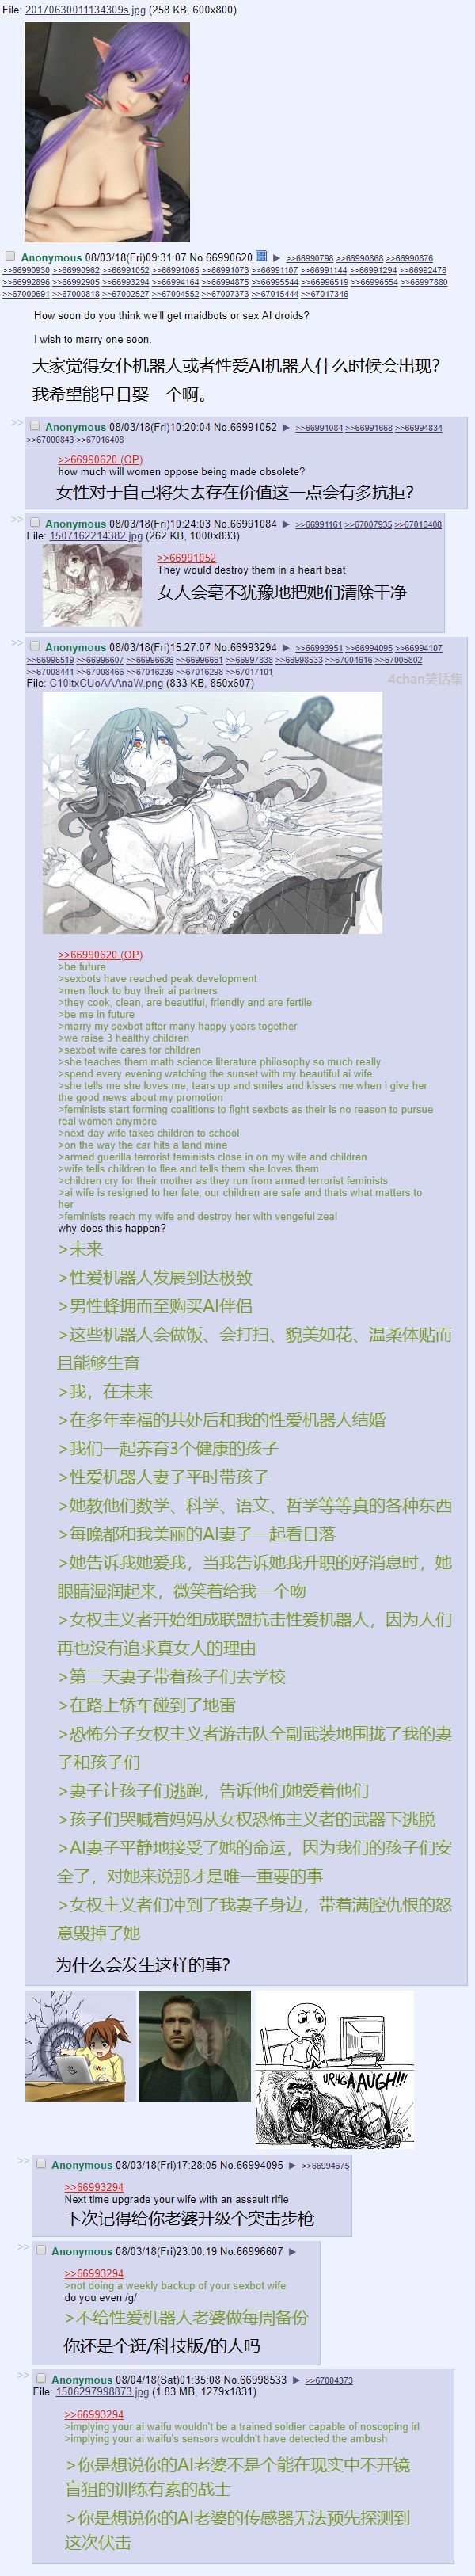 File: 20170630011134309s.jpg (258 KB, 600x800)
Anonymous 08/03/18(Fri)09:31:07 No.66990620 ▶ >>66990798 >>66990868 >>66990876
>>66990930 >>66990962 >>66991052 >>66991065 >>66991073 >>66991107 >>66991144 >>66991294 >>66992476
>>66992896 >>66992905 >>66993294 >>66994164 >>66994875 >>66995544 >>66996519 >>66996554 >>66997880
>>67000691 >>67000818 >>67002527 >>67004552 >>67007373 >>67015444 >>67017346
How soon do you think we'll get maidbots or sex AI droids?
I wish to marry one soon.
大家觉得女仆机器人或者性爱AI机器人什么时候会出现?
我希望能早日娶一个啊。
>> Anonymous 08/03/18(Fri)10:20:04 No.66991052 ▶ >>66991084 >>66991668 >>66994834
>>67000843 >>67016408
>>66990620 (OP)
how much will women oppose being made obsolete?
女性对于自己将失去存在价值这一点会有多抗拒?
>> Anonymous 08/03/18(Fri)10:24:03 No.66991084 ▶ >>66991161 >>67007935 >>67016408
File: 1507162214382.jpg (262 KB, 1000x833)
>>66991052
They would destroy them in a heart beat
女人会毫不犹豫地把她们清除干净
>> Anonymous 08/03/18(Fri)15:27:07 No.66993294 ▶ >>66993951 >>66994095 >>66994107
>>66996519 >>66996607 >>66996636 >>66996661 >>66997838 >>66998533 >>67004616 >>67005802
>>67008441 >>67008466 >>67016239 >>67016298 >>67017101
File: C10ltxCUoAAAnaW.png (833 KB, 850x607)
4chan笑话集
>>66990620 (OP)
>be future
>sexbots have reached peak development
>men flock to buy their ai partners
>they cook, clean, are beautiful, friendly and are fertile
>be me in future
>marry my sexbot after many happy years together
>we raise 3 healthy children
>sexbot wife cares for children
>she teaches them math science literature philosophy so much really
>spend every evening watching the sunset with my beautiful ai wife
>she tells me she loves me, tears up and smiles and kisses me when i give her
the good news about my promotion
>feminists start forming coalitions to fight sexbots as their is no reason to pursue
real women anymore
>next day wife takes children to school
>on the way the car hits a land mine
>armed guerilla terrorist feminists close in on my wife and children
>wife tells children to flee and tells them she loves them
>children cry for their mother as they run from armed terrorist feminists
>ai wife is resigned to her fate, our children are safe and thats what matters to
her
>feminists reach my wife and destroy her with vengeful zeal
why does this happen?
>未来
>性爱机器人发展到达极致
>男性蜂拥而至购买AI伴侣
>这些机器人会做饭、会打扫、貌美如花、温柔体贴而
且能够生育
>我，在未来
>在多年幸福的共处后和我的性爱机器人结婚
>我们一起养育3个健康的孩子
>性爱机器人妻子平时带孩子
>她教他们数学、科学、语文、哲学等等真的各种东西
>每晚都和我美丽的AI妻子一起看日落
>她告诉我她爱我，当我告诉她我升职的好消息时，她
眼睛湿润起来，微笑着给我一个吻
>女权主义者开始组成联盟抗击性爱机器人，因为人们
再也没有追求真女人的理由
>第二天妻子带着孩子们去学校
>在路上轿车碰到了地雷
>恐怖分子女权主义者游击队全副武装地围拢了我的妻
子和孩子们
>妻子让孩子们逃跑，告诉他们她爱着他们
>孩子们哭喊着妈妈从女权恐怖主义者的武器下逃脱
>AI妻子平静地接受了她的命运，因为我们的孩子们安
全了，对她来说那才是唯一重要的事
>女权主义者们冲到了我妻子身边，带着满腔仇恨的怒
意毁掉了她
为什么会发生这样的事?
URHGAAUGH!!!
>> Anonymous 08/03/18(Fri)17:28:05 No.66994095 ▶ >>66994675
>>66993294
Next time upgrade your wife with an assault rifle
下次记得给你老婆升级个突击步枪
>> Anonymous 08/03/18(Fri)23:00:19 No.66996607 ▶
>>66993294
>not doing a weekly backup of your sexbot wife
do you even /g/
>不给性爱机器人老婆做每周备份
你还是个逛/科技版/的人吗
>> Anonymous 08/04/18(Sat)01:35:08 No.66998533 ▶ >>67004373
File: 1506297998873.jpg (1.83 MB, 1279x1831)
>>66993294
>implying your ai waifu wouldn't be a trained soldier capable of noscoping irl
>implying your ai waifu's sensors wouldn't have detected the ambush
>你是想说你的AI老婆不是个能在现实中不开镜
盲狙的训练有素的战士
>你是想说你的AI老婆的传感器无法预先探测到
这次伏击